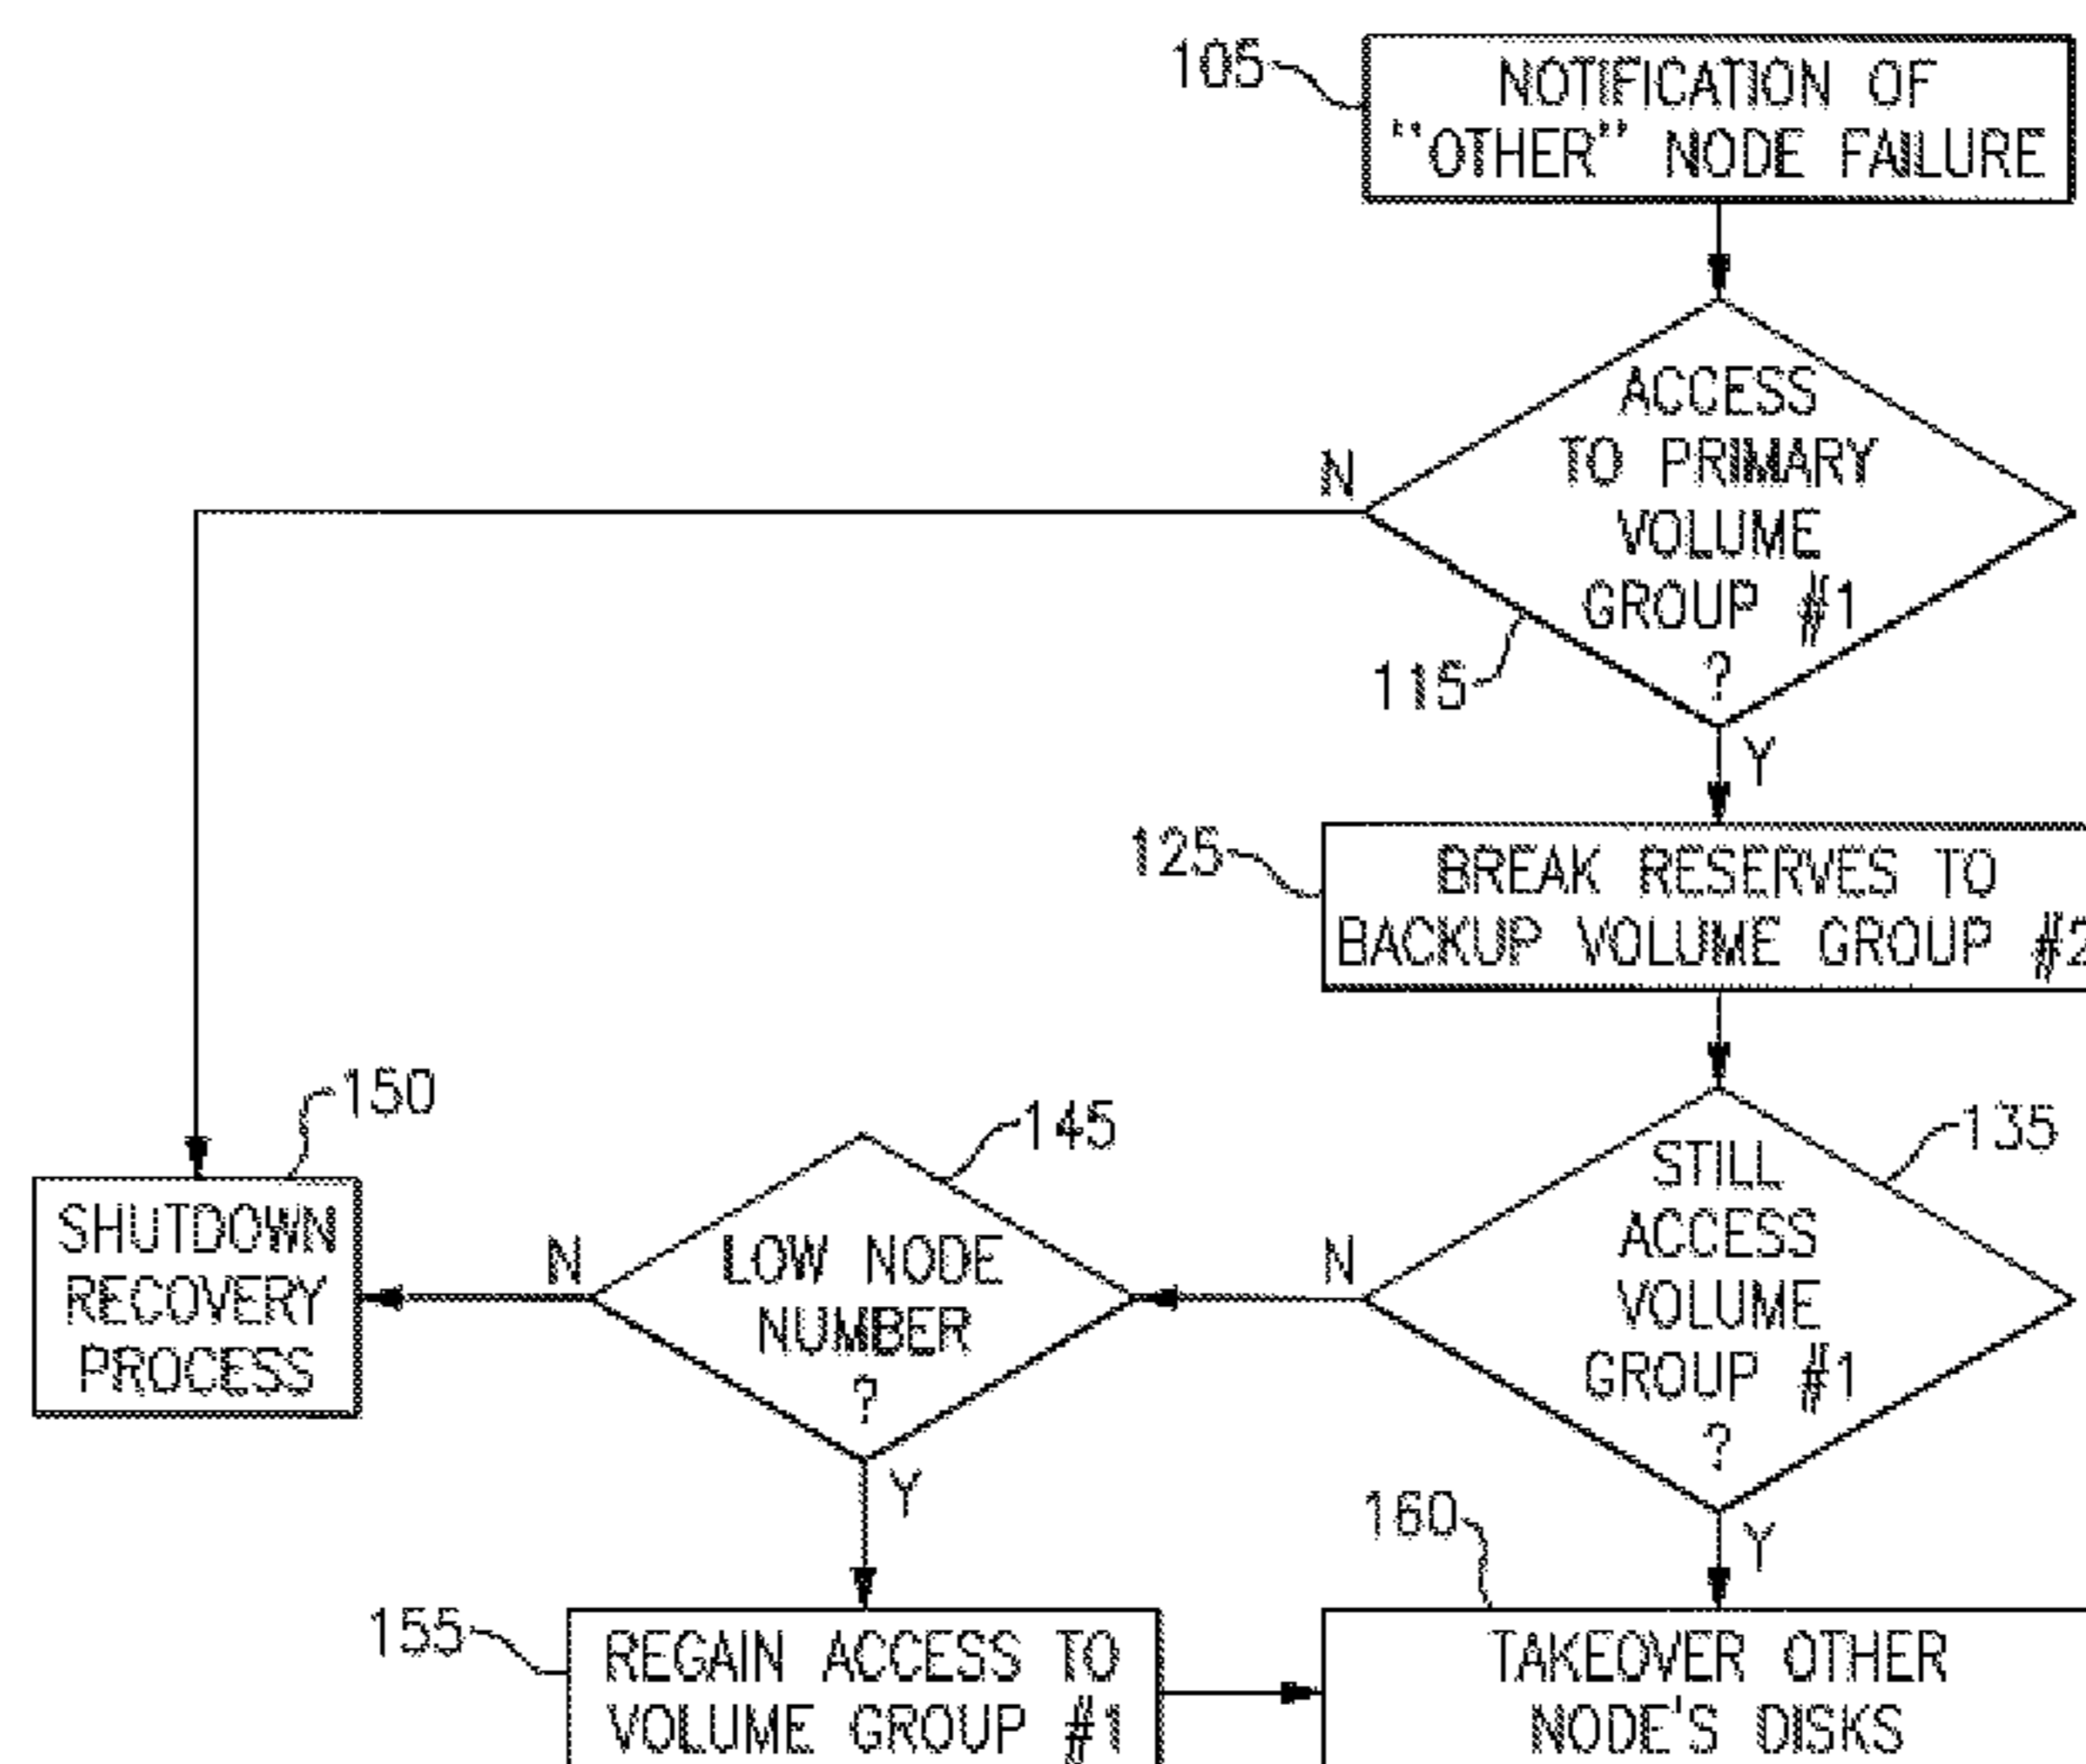 105
NOTIFICATION OF
"OTHER" NODE FAILURE
ACCESS
TO PRIMARY
VOLUME
GROUP #1
?
N
115
Y
125
BREAK RESERVES TO
BACKUP VOLUME GROUP #2
150
SHUTDOWN
RECOVERY
PROCESS
145
N
LOW NODE
NUMBER
?
Y
135
N
STILL
ACCESS
VOLUME
GROUP #1
?
Y
155
REGAIN ACCESS TO
VOLUME GROUP #1
160
TAKEOVER OTHER
NODE'S DISKS